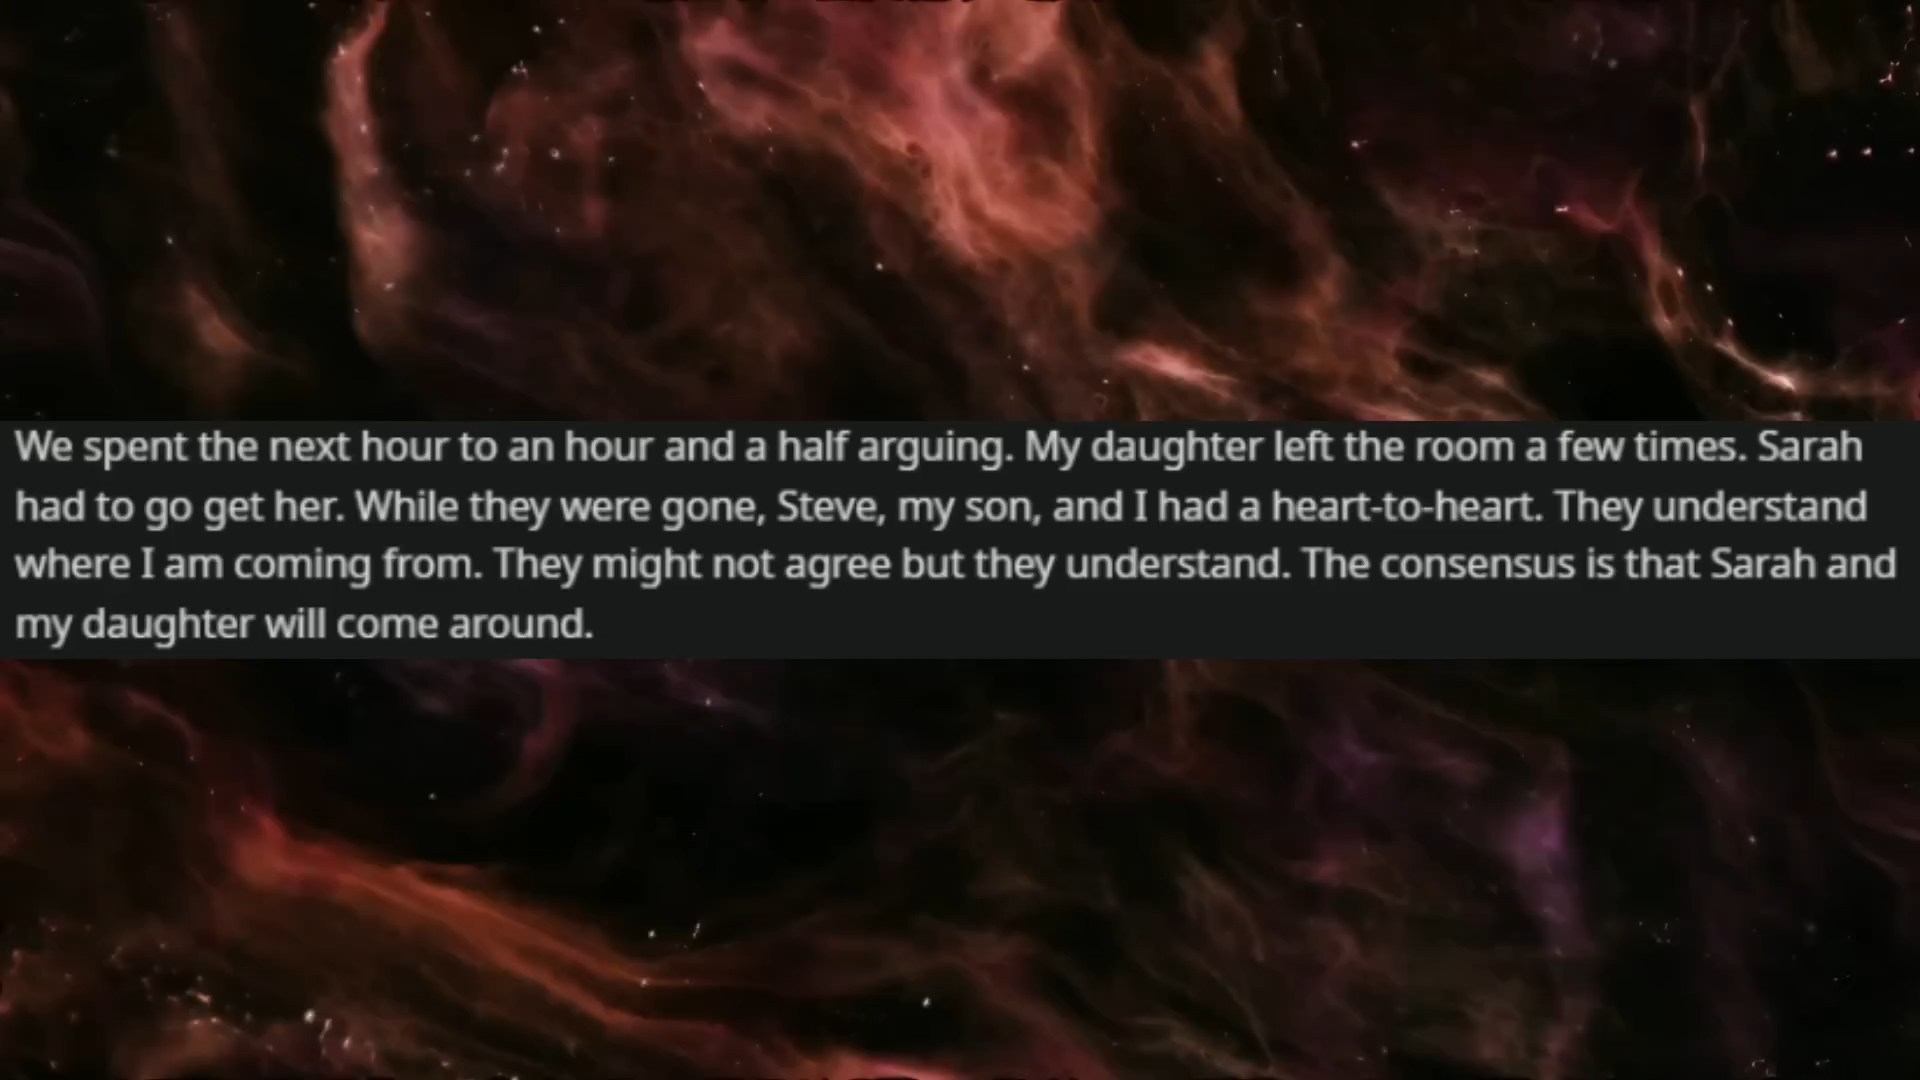 We spent the next hour to an hour and a half arguing. My daughter left the room a few times. Sarah
had to go get her. While they were gone, Steve, my son, and I had a heart-to-heart. They understand
where I am coming from. They might not agree but they understand. The consensus is that Sarah and
my daughter will come around.